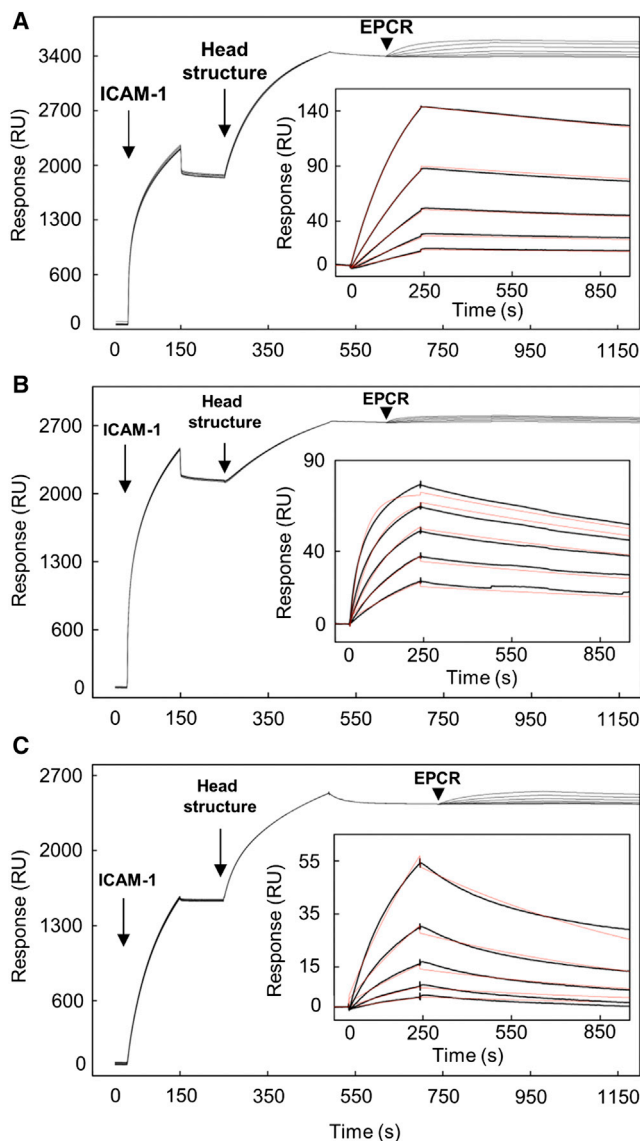 A
EPCR
3400
Head
structure
ICAM-1
2700
2000
1300
600
0
Response (RU)
140
90
40
0
Response (RU)
0 250 550 850
Time (s)
0 150 350 550 750 950 1150
B
EPCR
2700
Head
structure
ICAM-1
2000
1300
600
0
Response (RU)
90
40
0
Response (RU)
0 250 550 850
Time (s)
0 150 350 550 750 950 1150
C
2700
EPCR
Head
structure
2000
ICAM-1
1300
600
0
Response (RU)
55
35
15
0
Response (RU)
0 250 550 850
Time (s)
0 150 350 550 750 950 1150
Time (s)